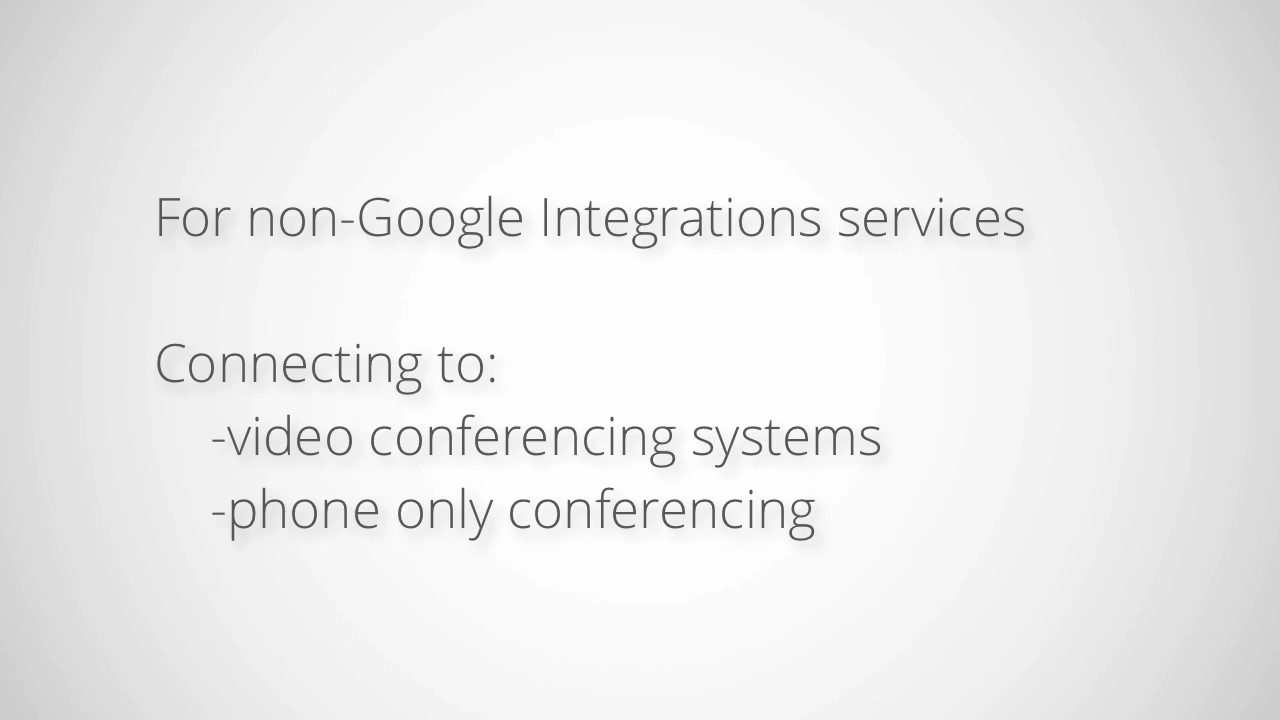 For non-Google Integrations services
Connecting to:
-video conferencing systems
-phone only conferencing